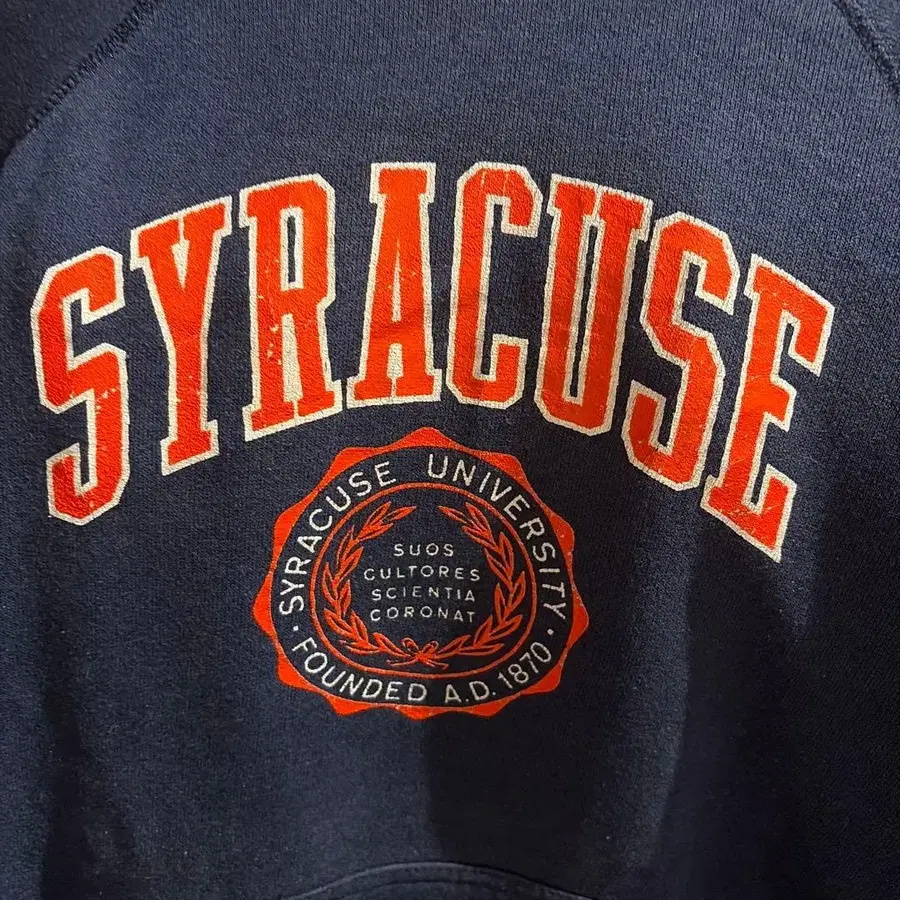 SYRACUSE
SYRACUSE UNIVERSITY
SUOS
CULTORES
SCIENTIA
CORONAT
· FOUNDED A.D. 1870 ·